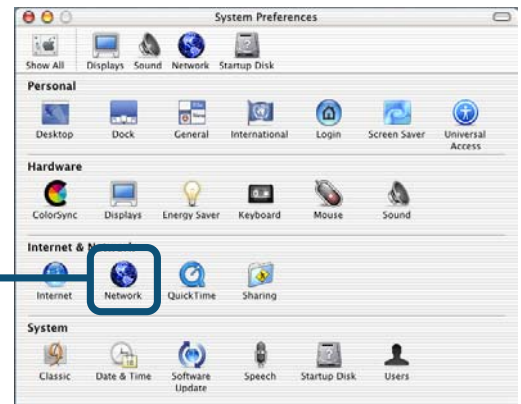 System Preferences
Show All Displays Sound Network Startup Disk
Personal
Desktop Dock General International Login Screen Saver Universal Access
Hardware
ColorSync Displays Energy Saver Keyboard Mouse Sound
Internet & Network
Internet Network QuickTime Sharing
System
Classic Date & Time Software Update Speech Startup Disk Users